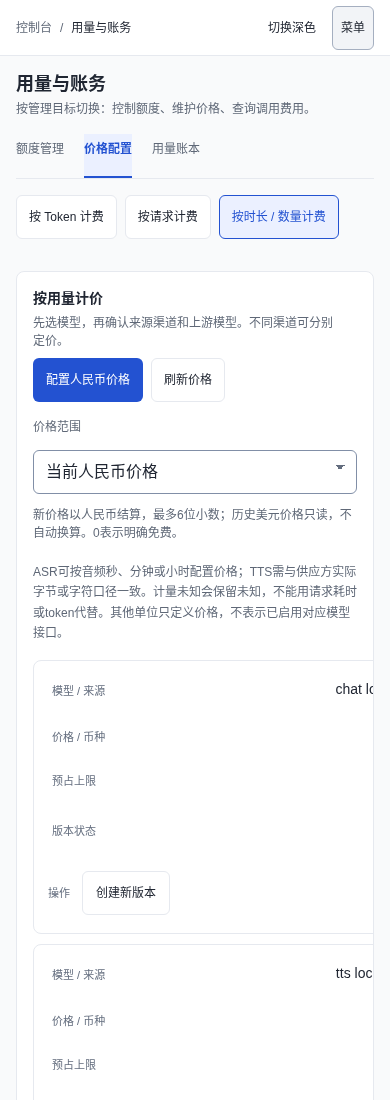 控制台 / 用量与账务 切换深色 菜单
用量与账务
按管理目标切换：控制额度、维护价格、查询调用费用。
额度管理 价格配置 用量账本
按 Token 计费 按请求计费 按时长 / 数量计费
按用量计价
先选模型，再确认来源渠道和上游模型。不同渠道可分别
定价。
配置人民币价格 刷新价格
价格范围
当前人民币价格
新价格以人民币结算，最多6位小数；历史美元价格只读，不
自动换算。0表示明确免费。
ASR可按音频秒、分钟或小时配置价格；TTS需与供应方实际
字节或字符口径一致。计量未知会保留未知，不能用请求耗时
或token代替。其他单位只定义价格，不表示已启用对应模型
接口。
模型 / 来源 chat
价格 / 币种
预占上限
版本状态
操作 创建新版本
模型 / 来源 tts
价格 / 币种
预占上限